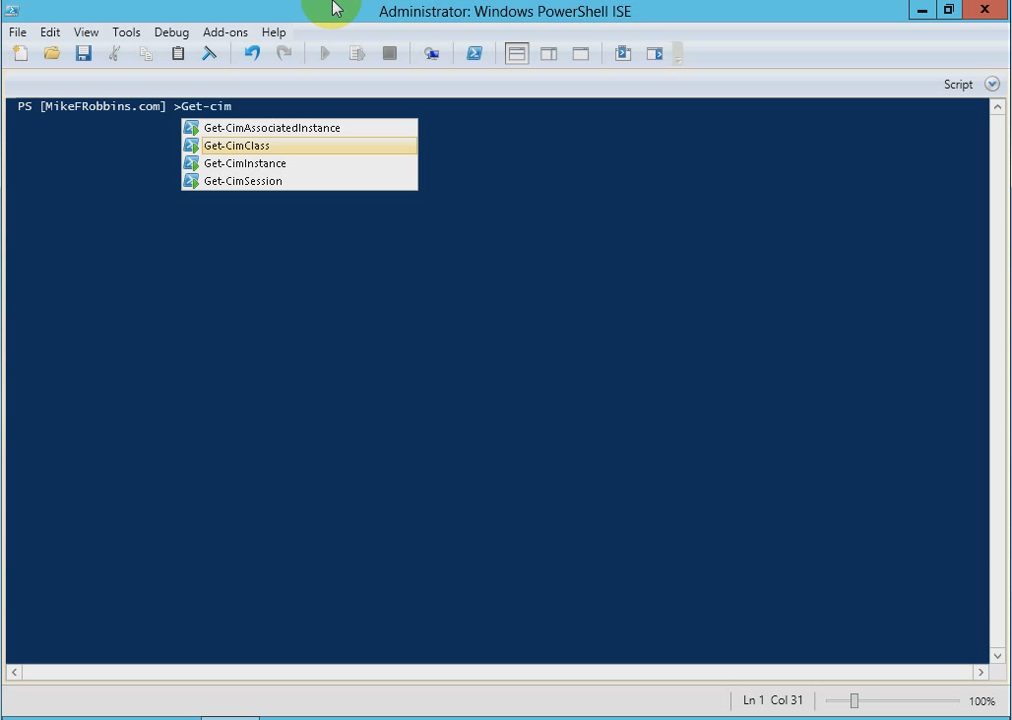 Administrator: Windows PowerShell ISE
File Edit View Tools Debug Add-ons Help
Script
PS [MikeFRobbins.com] >Get-cim
Get-CimAssociatedInstance
Get-CimClass
Get-CimInstance
Get-CimSession
Ln 1 Col 31 100%